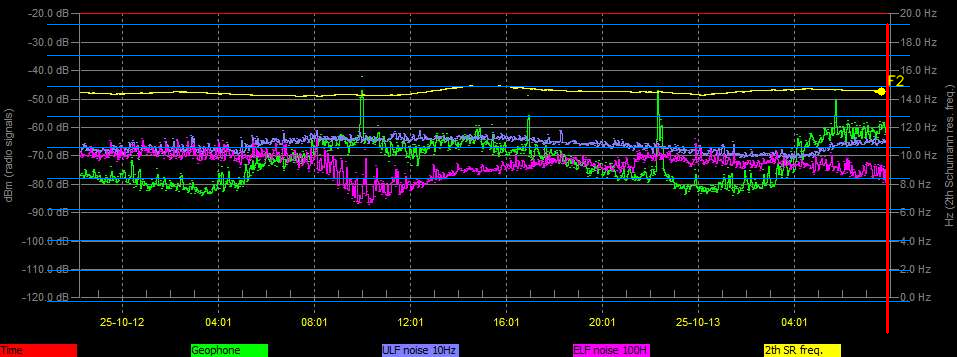 -20.0 dB 20.0 Hz
-30.0 dB 18.0 Hz
-40.0 dB 16.0 Hz
F2
-50.0 dB 14.0 Hz
-60.0 dB 12.0 Hz
-70.0 dB 10.0 Hz
-80.0 dB 8.0 Hz
-90.0 dB 6.0 Hz
-100.0 dB 4.0 Hz
-110.0 dB 2.0 Hz
-120.0 dB 0.0 Hz
dBm (radio signals)
Hz (2th Schumann res. freq.)
25-10-12 04:01 08:01 12:01 16:01 20:01 25-10-13 04:01
Time Geophone ULF noise 10Hz ELF noise 100H 2th SR freq.